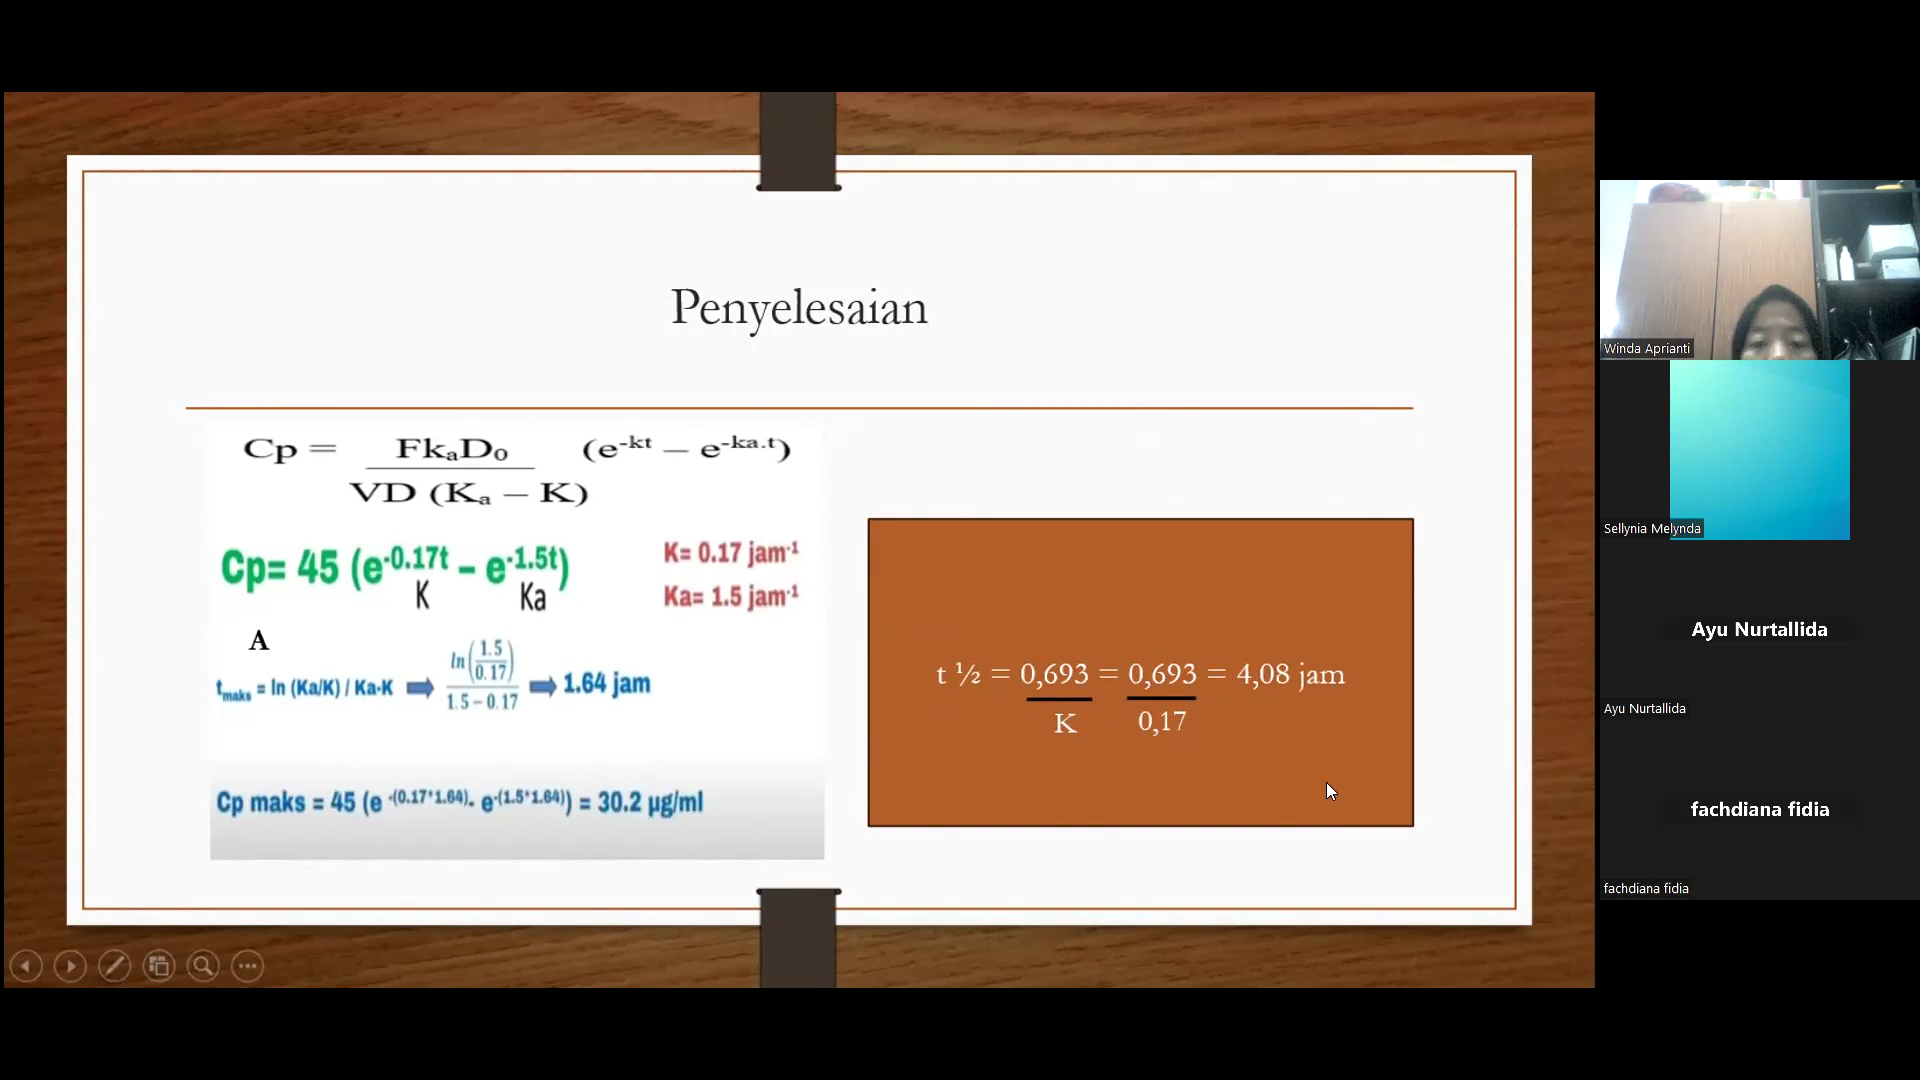 Penyelesaian
Cp = FkₐD₀ (e^-kt – e^-ka.t)
VD (Kₐ – K)
Cp= 45 (e^-0.17t – e^-1.5t)
K
Ka
K= 0.17 jam^-1
Ka= 1.5 jam^-1
A
t_maks = ln (Ka/K) / Ka-K ➡ ln(1.5/0.17) / 1.5 – 0.17 ➡ 1.64 jam
Cp maks = 45 (e^-(0.17*1.64)- e^-(1.5*1.64)) = 30.2 µg/ml
t ½ = 0,693 = 0,693 = 4,08 jam
K 0,17
Winda Aprianti
Sellynia Melynda
Ayu Nurtallida
Ayu Nurtallida
fachdiana fidia
fachdiana fidia